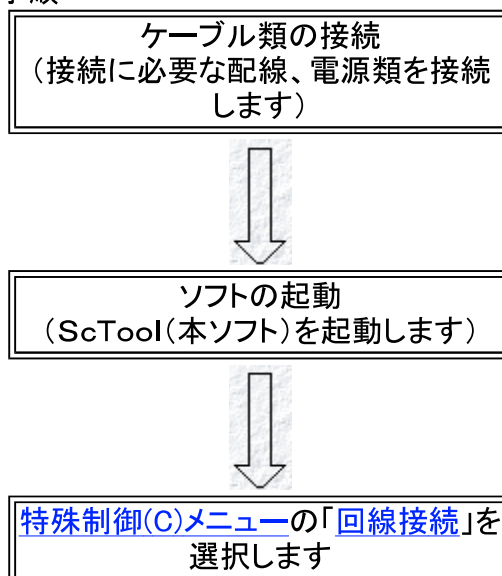 ケーブル類の接続
（接続に必要な配線、電源類を接続
します）
ソフトの起動
（ScTool（本ソフト）を起動します）
特殊制御(C)メニューの「回線接続」を
選択します